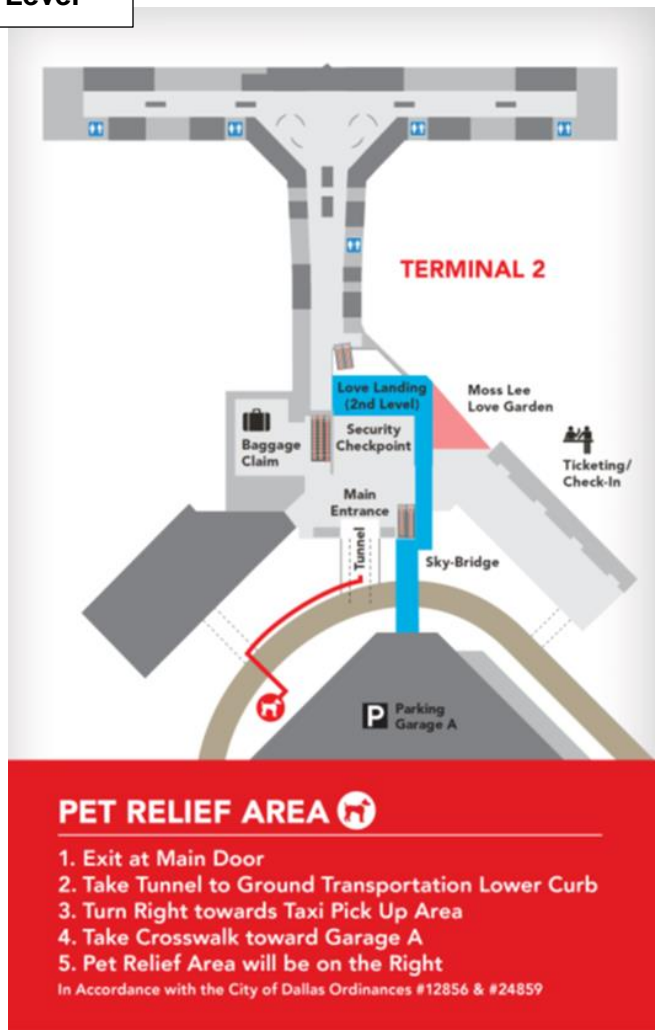 Level
TERMINAL 2
Love Landing
(2nd Level)
Moss Lee
Love Garden
Security
Checkpoint
Baggage
Claim
Ticketing/
Check-In
Main
Entrance
Tunnel
Sky-Bridge
P
Parking
Garage A
PET RELIEF AREA
1. Exit at Main Door
2. Take Tunnel to Ground Transportation Lower Curb
3. Turn Right towards Taxi Pick Up Area
4. Take Crosswalk toward Garage A
5. Pet Relief Area will be on the Right
In Accordance with the City of Dallas Ordinances #12856 & #24859